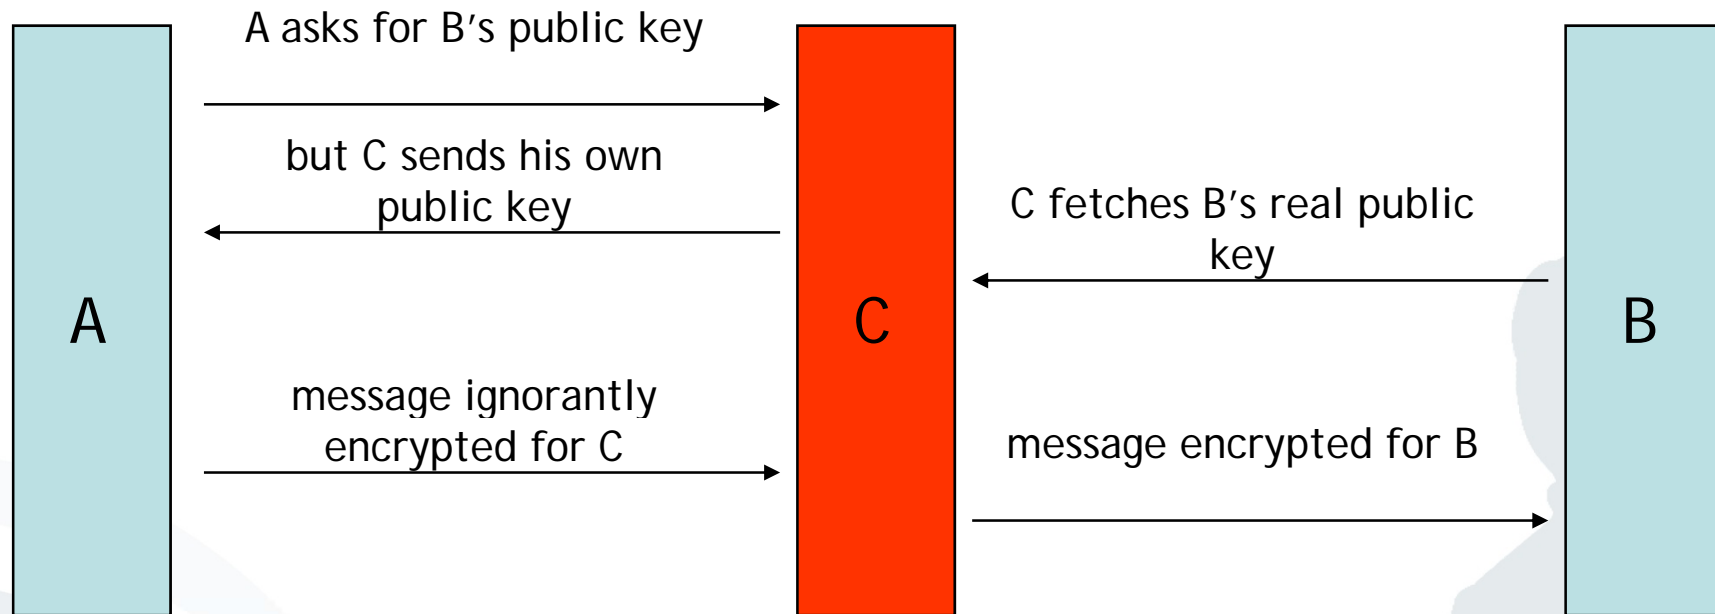 A asks for B's public key
but C sends his own
public key
C fetches B's real public
key
A
C
B
message ignorantly
encrypted for C
message encrypted for B